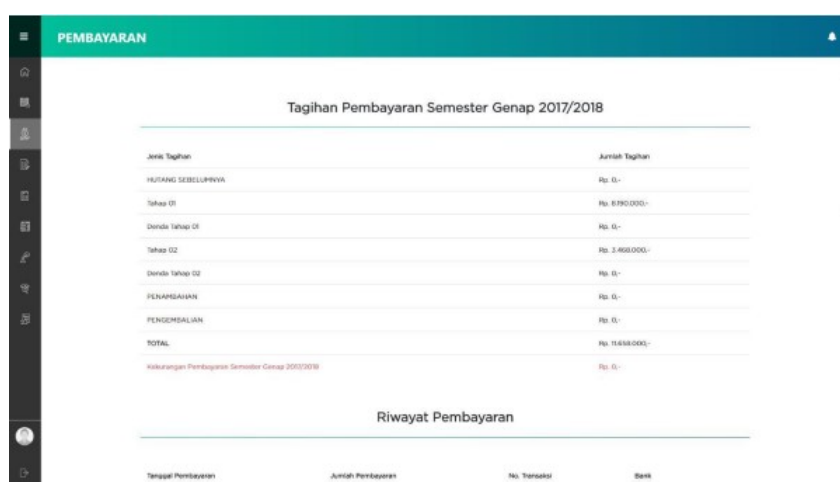 PEMBAYARAN
Tagihan Pembayaran Semester Genap 2017/2018
Jenis Tagihan Jumlah Tagihan
HUTANG SEBELUMNYA Rp. 0,-
Tahap 01 Rp. 8.190.000,-
Denda Tahap 01 Rp. 0,-
Tahap 02 Rp. 3.468.000,-
Denda Tahap 02 Rp. 0,-
PENAMBAHAN Rp. 0,-
PENGEMBALIAN Rp. 0,-
TOTAL Rp. 11.658.000,-
Kekurangan Pembayaran Semester Genap 2017/2018 Rp. 0,-
Riwayat Pembayaran
Tanggal Pembayaran Jumlah Pembayaran No. Transaksi Bank